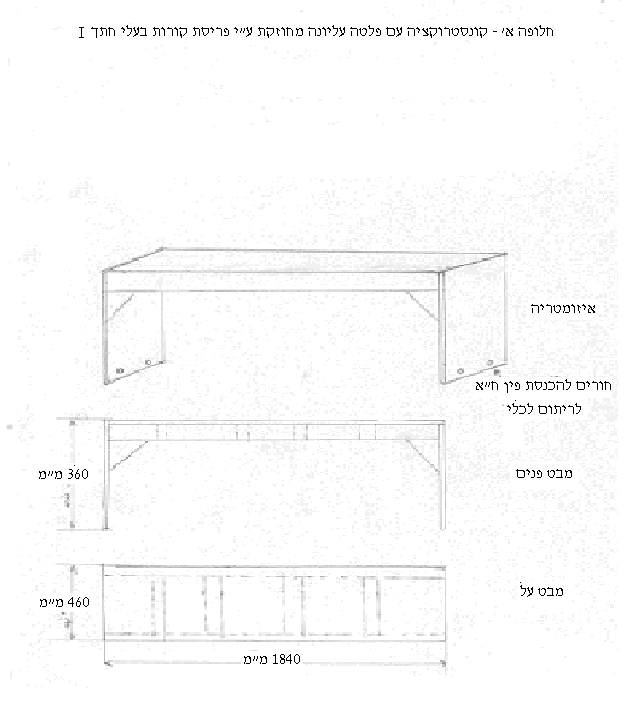 חלופה א׳ - קונסטרוקציה עם פלטה עליונה מחוזקת ע״י פריסת קורות בעלי חתך I
איזומטריה
חורים להכנסת פין ח״א
לריתום לכלי
מבט פנים
360 מ״מ
מבט על
460 מ״מ
1840 מ״מ